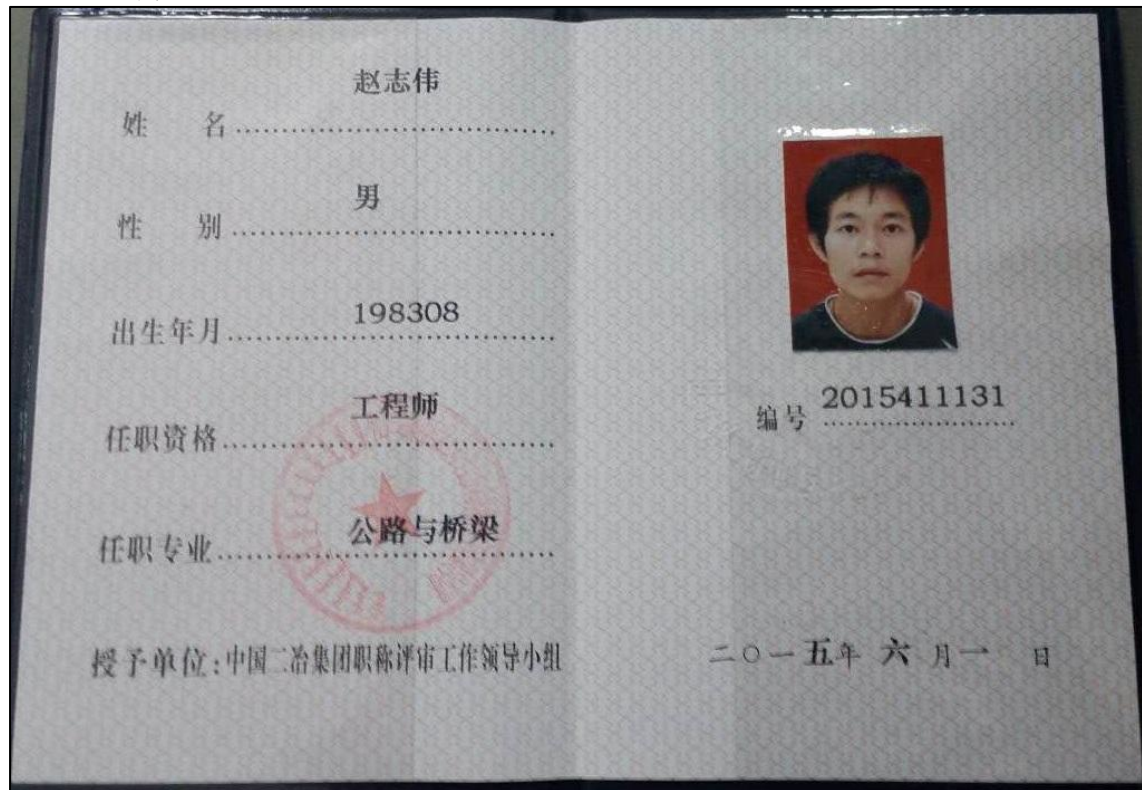 赵志伟
姓 名
男
性 别
198308
出生年月
工程师
任职资格
公路与桥梁
任职专业
授予单位:中国二冶集团职称评审工作领导小组
编号 2015411131
二〇一五年 六 月一 日